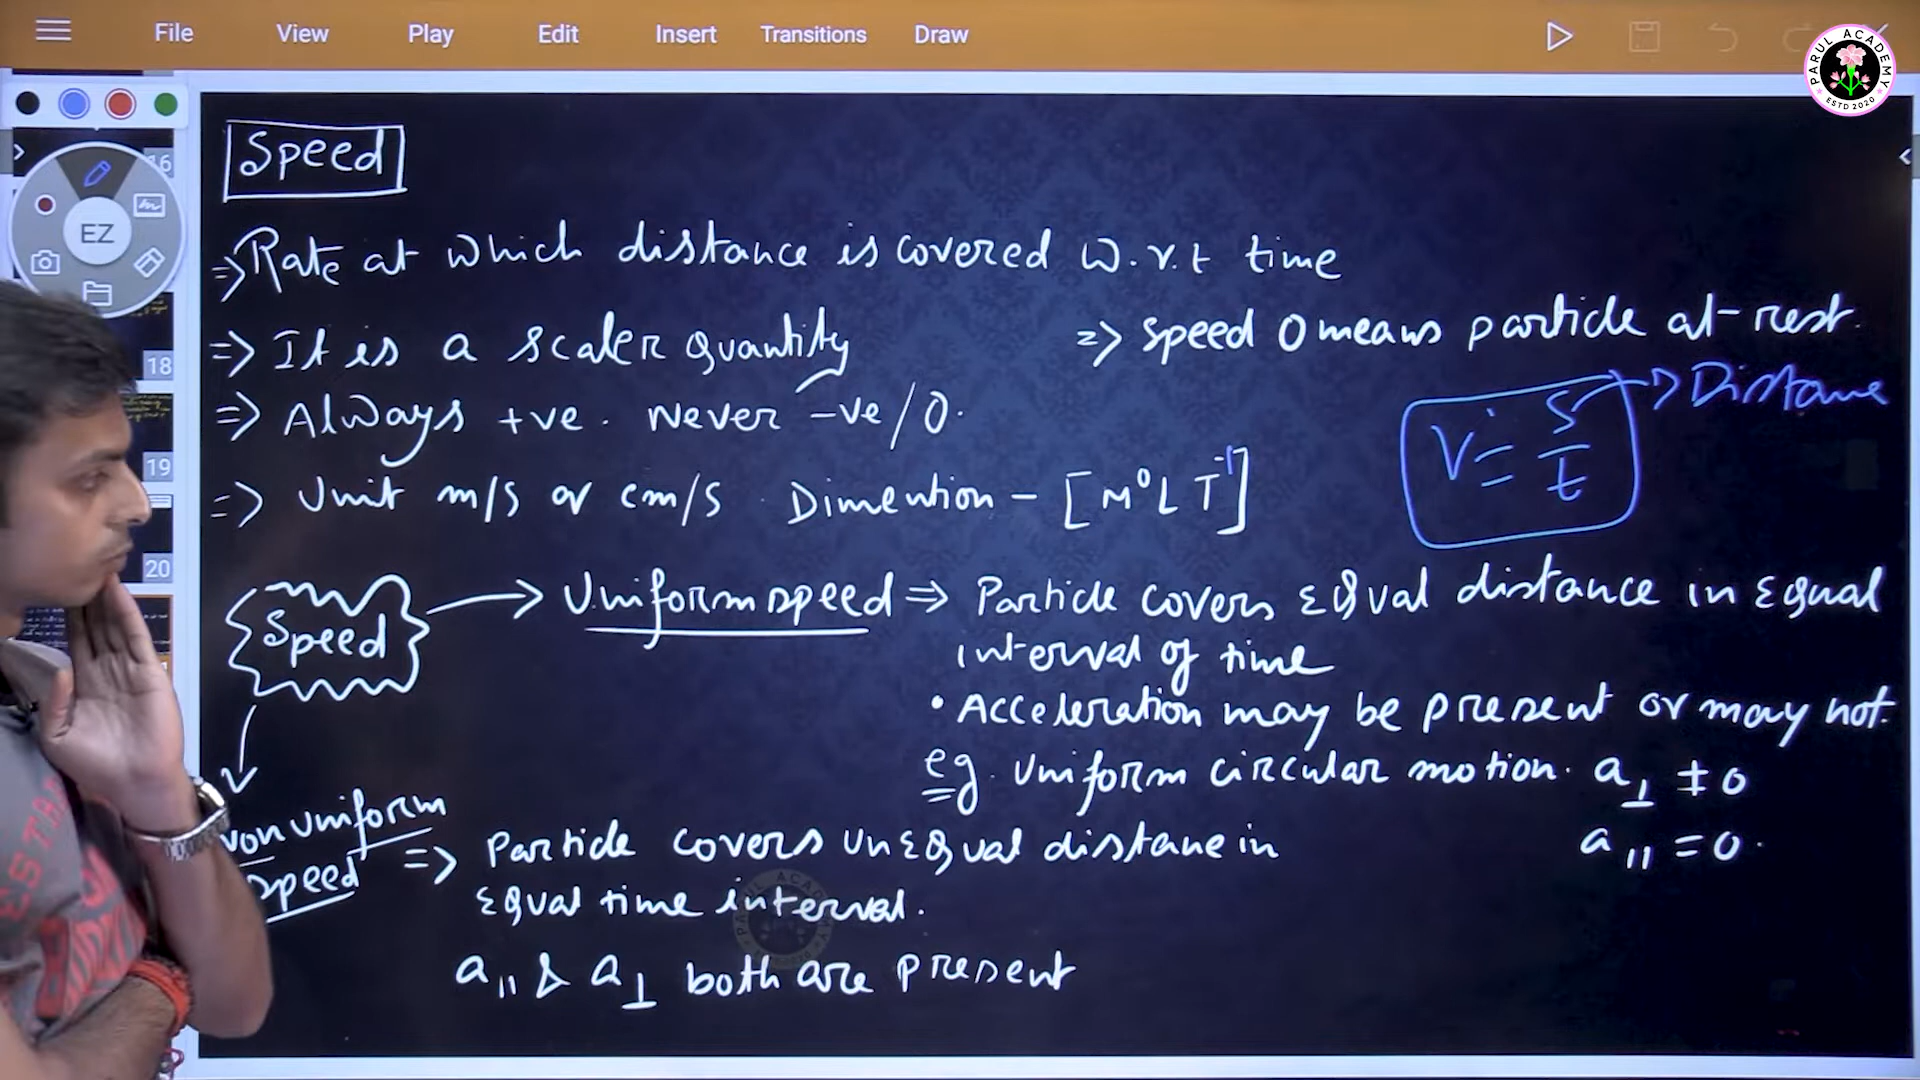 File View Play Edit Insert Transitions Draw
PARUL ACADEMY
ESTD 2020
16
EZ
18
19
20
Speed
=> Rate at which distance is covered w.r.t time
=> It is a scaler quantity
=> Speed 0 means particle at rest.
=> Always +ve. Never -ve/0.
V = s/t → Distance
=> Unit m/s or cm/s. Dimention - [M⁰LT⁻¹]
Speed → Uniform speed => Particle covers equal distance in equal
interval of time
• Acceleration may be present or may not.
eg. Uniform circular motion. a⊥ ≠ 0
a|| = 0.
non uniform
speed => Particle covers unequal distane in
equal time interval.
a|| & a⊥ both are present
PARUL ACADEMY